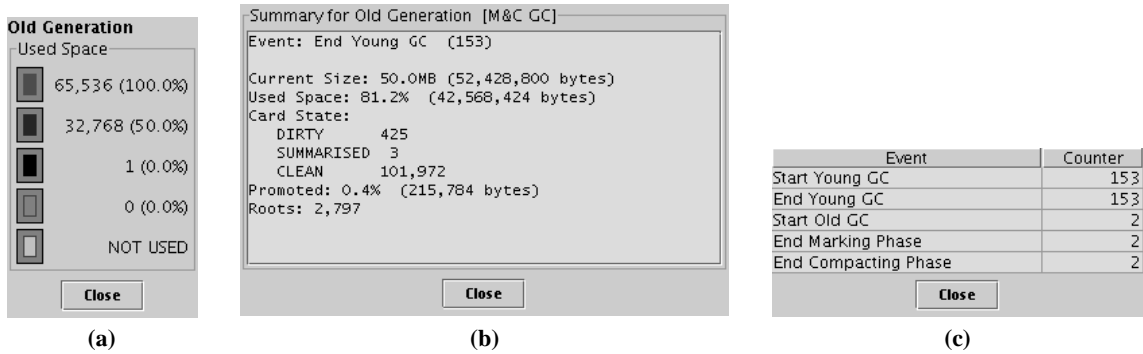 Old Generation
Used Space
65,536 (100.0%)
32,768 (50.0%)
1 (0.0%)
0 (0.0%)
NOT USED
Close
(a)
Summary for Old Generation [M&C GC]
Event: End Young GC (153)
Current Size: 50.0MB (52,428,800 bytes)
Used Space: 81.2% (42,568,424 bytes)
Card State:
DIRTY 425
SUMMARISED 3
CLEAN 101,972
Promoted: 0.4% (215,784 bytes)
Roots: 2,797
Close
(b)
Event Counter
Start Young GC 153
End Young GC 153
Start Old GC 2
End Marking Phase 2
End Compacting Phase 2
Close
(c)